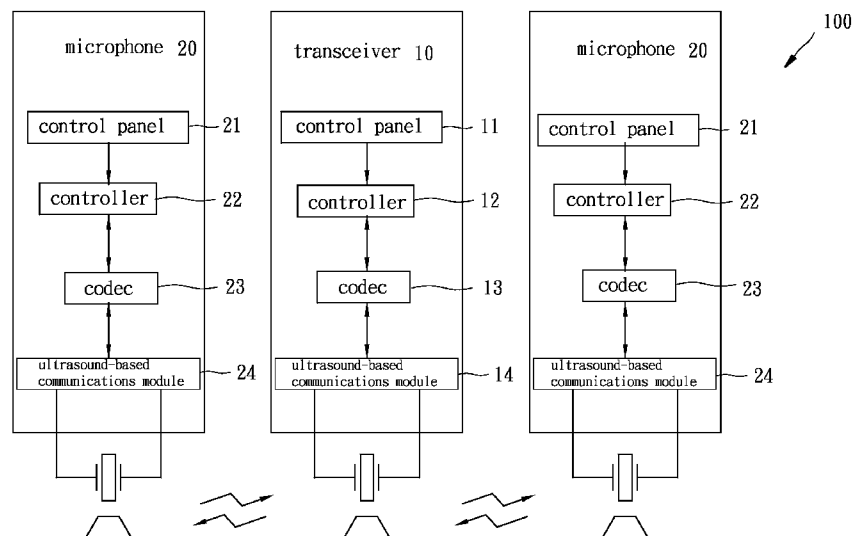 100
microphone 20
control panel
21
controller
22
codec
23
ultrasound-based
communications module
24
transceiver 10
control panel
11
controller
12
codec
13
ultrasound-based
communications module
14
microphone 20
control panel
21
controller
22
codec
23
ultrasound-based
communications module
24